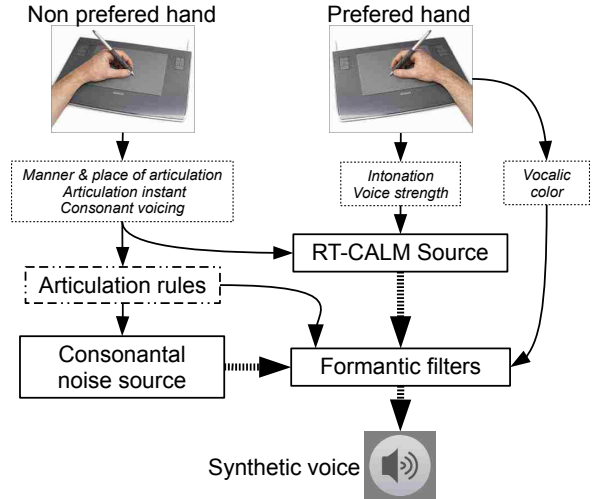 Non prefered hand
Prefered hand
Manner & place of articulation
Articulation instant
Consonant voicing
Intonation
Voice strength
Vocalic
color
RT-CALM Source
Articulation rules
Consonantal
noise source
Formantic filters
Synthetic voice